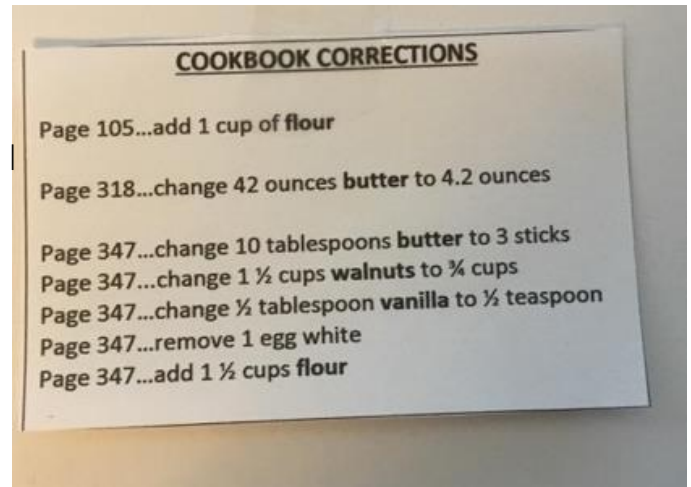 COOKBOOK CORRECTIONS
Page 105...add 1 cup of flour
Page 318...change 42 ounces butter to 4.2 ounces
Page 347...change 10 tablespoons butter to 3 sticks
Page 347...change 1 ½ cups walnuts to ¾ cups
Page 347...change ½ tablespoon vanilla to ½ teaspoon
Page 347...remove 1 egg white
Page 347...add 1 ½ cups flour